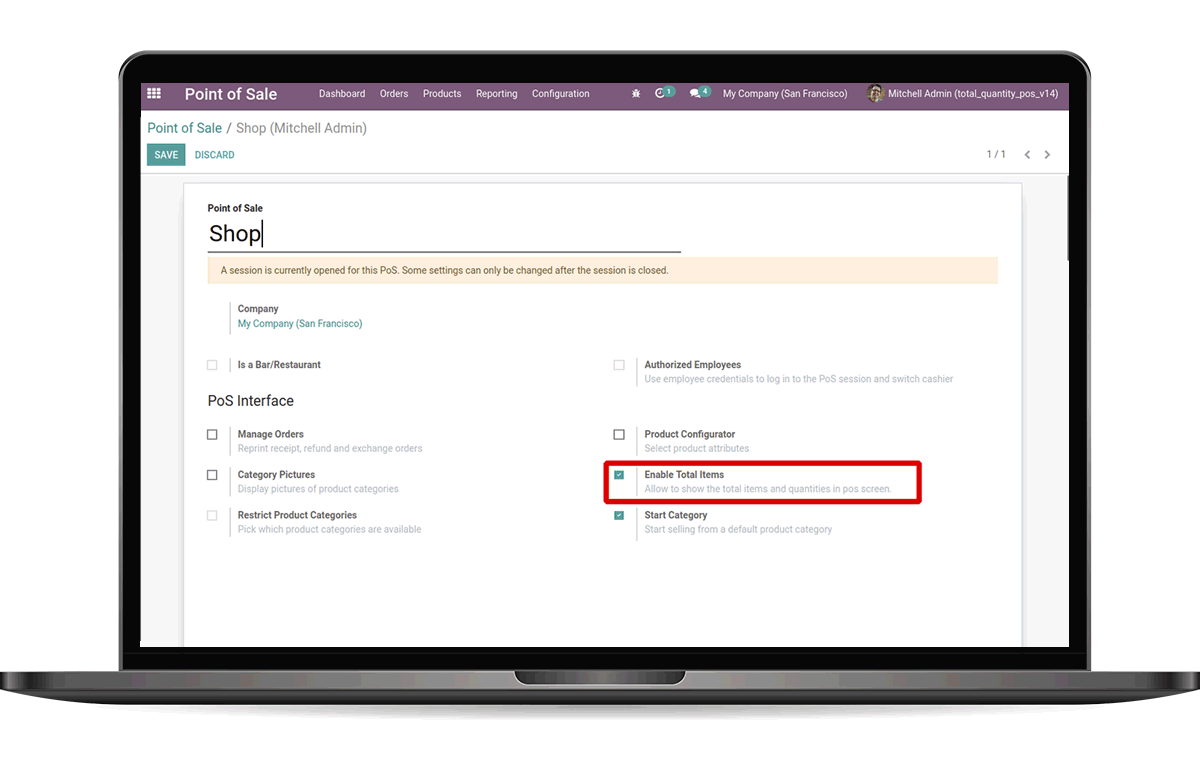 Point of Sale Dashboard Orders Products Reporting Configuration 1 4 My Company (San Francisco) Mitchell Admin (total_quantity_pos_v14)
Point of Sale / Shop (Mitchell Admin)
SAVE DISCARD 1 / 1
Point of Sale
Shop
A session is currently opened for this PoS. Some settings can only be changed after the session is closed.
Company
My Company (San Francisco)
Is a Bar/Restaurant
Authorized Employees
Use employee credentials to log in to the PoS session and switch cashier
PoS Interface
Manage Orders
Reprint receipt, refund and exchange orders
Product Configurator
Select product attributes
Category Pictures
Display pictures of product categories
Enable Total Items
Allow to show the total items and quantities in pos screen.
Restrict Product Categories
Pick which product categories are available
Start Category
Start selling from a default product category